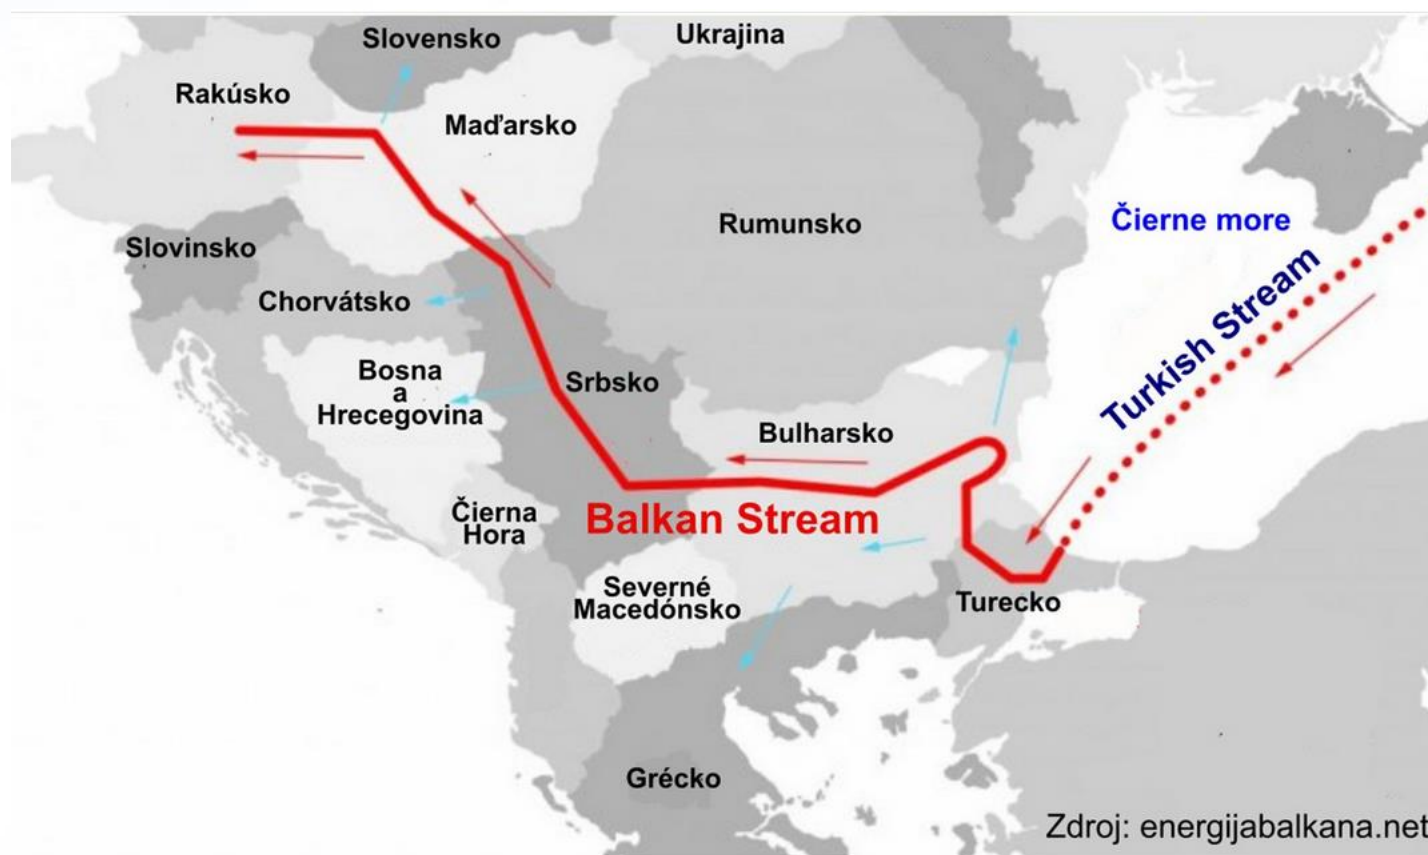 Slovensko
Ukrajina
Rakúsko
Maďarsko
Rumunsko
Čierne more
Slovinsko
Turkish Stream
Chorvátsko
Bosna
a
Hrecegovina
Srbsko
Bulharsko
Čierna
Hora
Balkan Stream
Severné
Macedónsko
Turecko
Grécko
Zdroj: energijabalkana.net